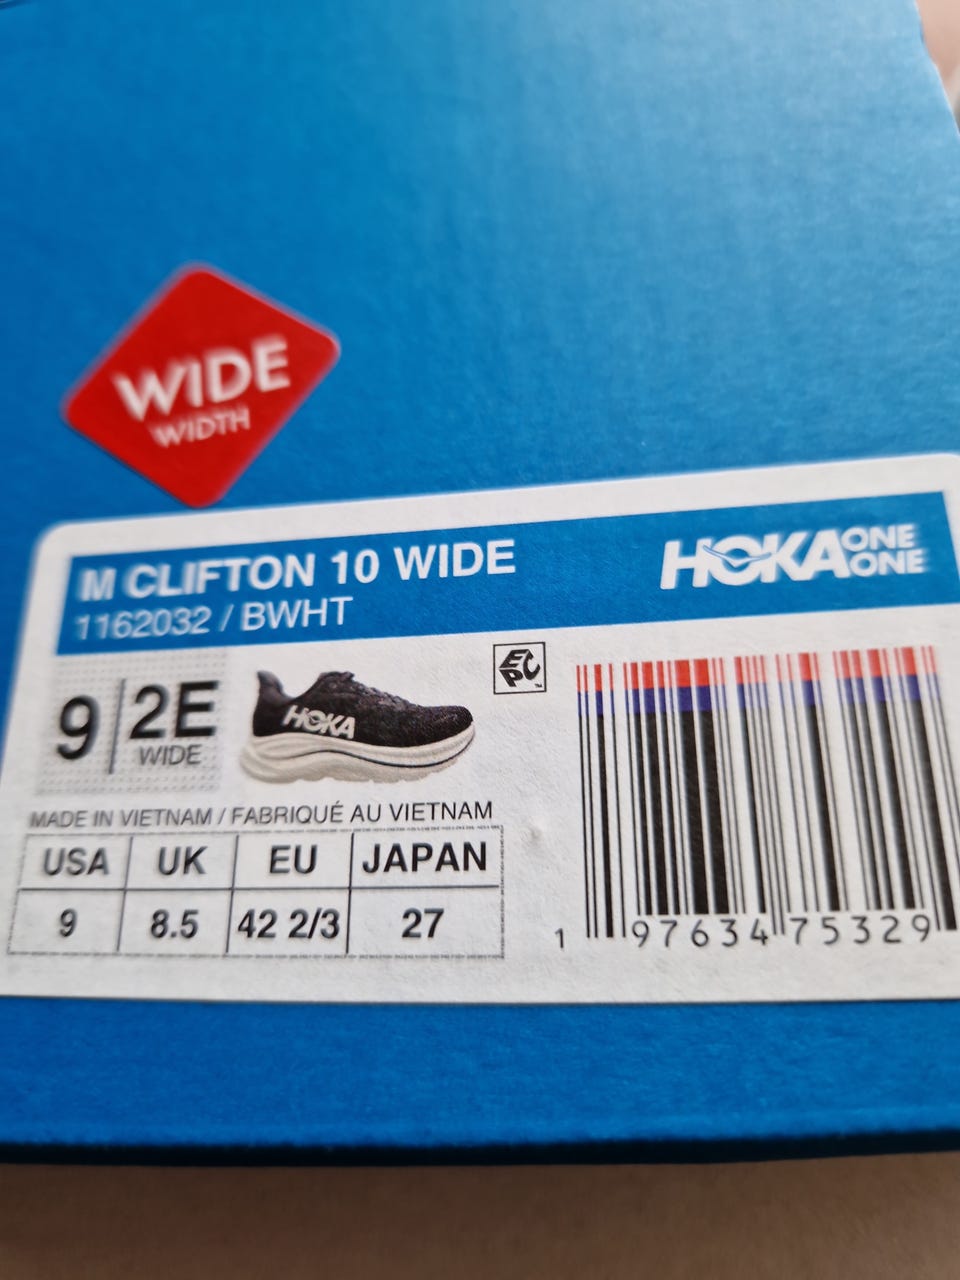 WIDE
WIDTH
M CLIFTON 10 WIDE
1162032 / BWHT
HOKA ONE ONE
9 2E
WIDE
HOKA
EPC™
MADE IN VIETNAM / FABRIQUÉ AU VIETNAM
USA UK EU JAPAN
9 8.5 42 2/3 27
1 97634 75329